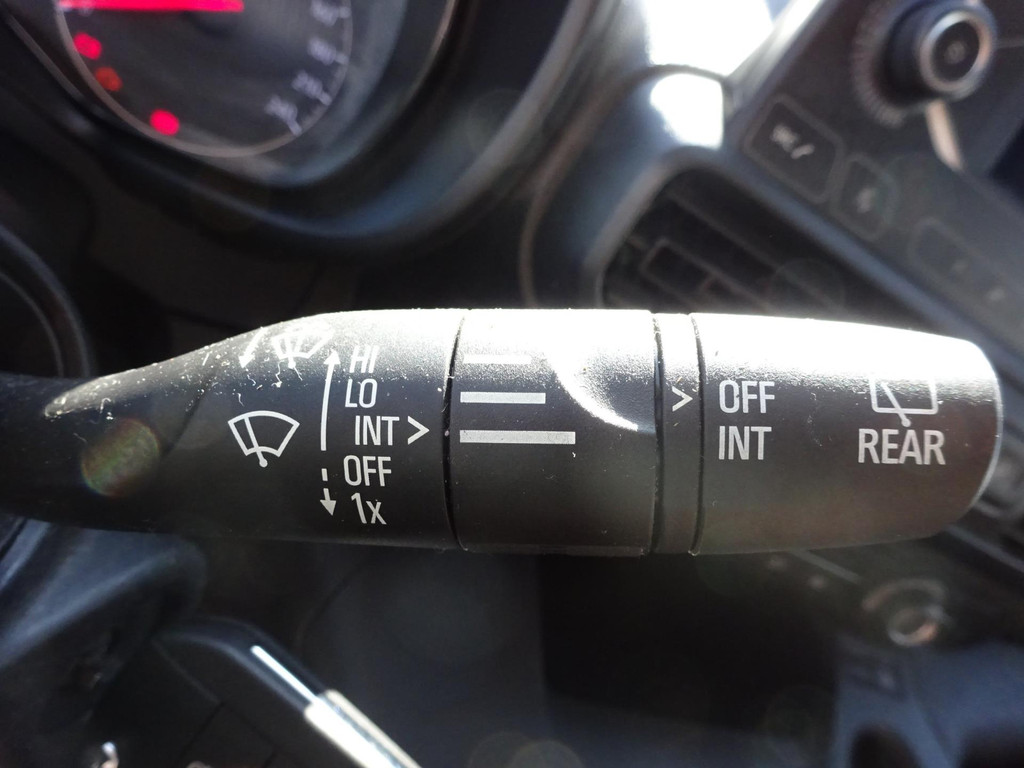 HI
LO
INT >
OFF
1x
> OFF
INT
REAR